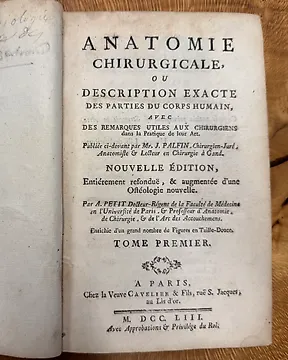 ANATOMIE
CHIRURGICALE,
OU
DESCRIPTION EXACTE
DES PARTIES DU CORPS HUMAIN,
AVEC
DES REMARQUES UTILES AUX CHIRURGIENS
dans la Pratique de leur Art.
Publiée ci-devant par Mr. J. PALFIN, Chirurgien-Juré,
Anatomiste & Lecteur en Chirurgie à Gand.
NOUVELLE ÉDITION,
Entiérement refonduë, & augmentée d'une
Ostéologie nouvelle.
Par A. PETIT Docteur-Régent de la Faculté de Médecine
en l'Université de Paris, & Professeur d'Anatomie,
de Chirurgie, & de l'Art des Accouchemens.
Enrichie d'un grand nombre de Figures en Taille-Douce.
TOME PREMIER.
A PARIS,
Chez la Veuve CAVELIER & Fils, ruë S. Jacques,
au Lis d'or.
M. DCC. LIII.
Avec Approbations & Privilége du Roi.